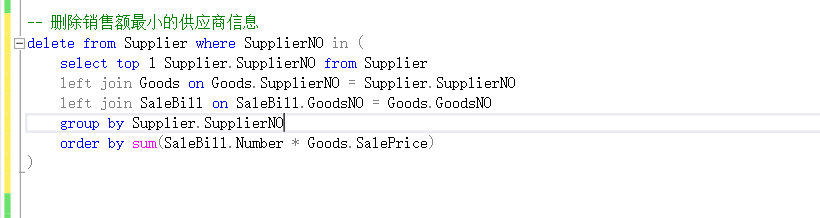 -- 删除销售额最小的供应商信息
delete from Supplier where SupplierNO in (
select top 1 Supplier.SupplierNO from Supplier
left join Goods on Goods.SupplierNO = Supplier.SupplierNO
left join SaleBill on SaleBill.GoodsNO = Goods.GoodsNO
group by Supplier.SupplierNO
order by sum(SaleBill.Number * Goods.SalePrice)
)